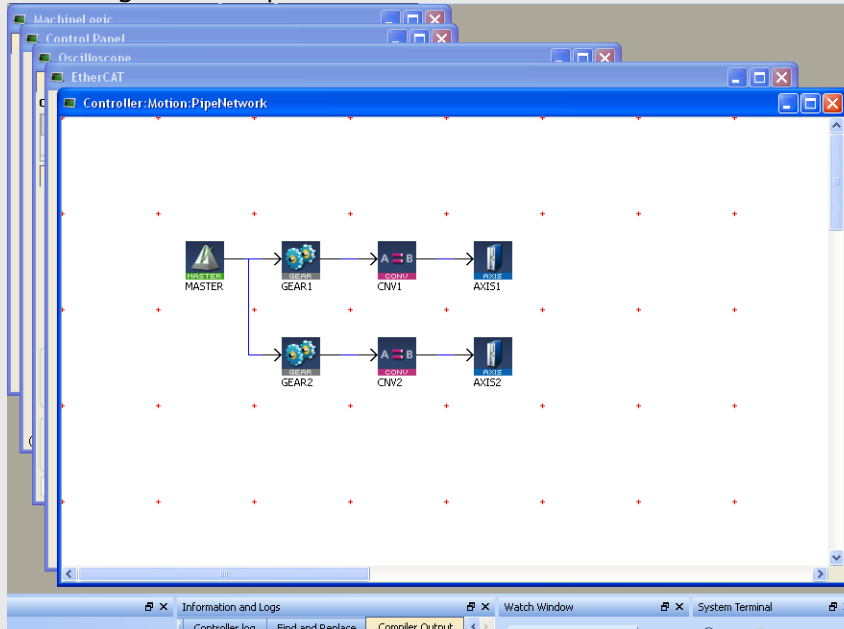 MachineLogic
Control Panel
Oscilloscope
EtherCAT
Controller:Motion:PipeNetwork
MASTER GEAR A = B CONV AXIS
MASTER GEAR1 CNV1 AXIS1
GEAR A = B CONV AXIS
GEAR2 CNV2 AXIS2
Information and Logs Watch Window System Terminal
Controller log Find and Replace Compiler Output